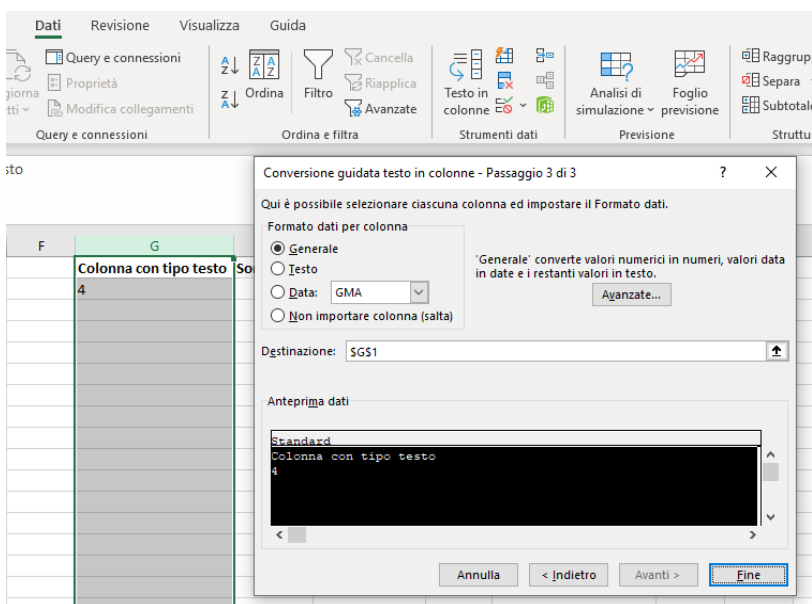 Dati Revisione Visualizza Guida
Query e connessioni
Proprietà
Modifica collegamenti
Query e connessioni
Ordina
Filtro
Cancella
Riapplica
Avanzate
Ordina e filtra
Testo in
colonne
Strumenti dati
Analisi di
simulazione
Foglio
previsione
Previsione
Raggrup
Separa
Subtotale
Struttu
sto
F G
Colonna con tipo testo So
4
Conversione guidata testo in colonne - Passaggio 3 di 3 ?
Qui è possibile selezionare ciascuna colonna ed impostare il Formato dati.
Formato dati per colonna
Generale
Testo
Data: GMA
Non importare colonna (salta)
'Generale' converte valori numerici in numeri, valori data
in date e i restanti valori in testo.
Avanzate...
Destinazione: $G$1
Anteprima dati
Standard
Colonna con tipo testo
4
Annulla < Indietro Avanti > Fine